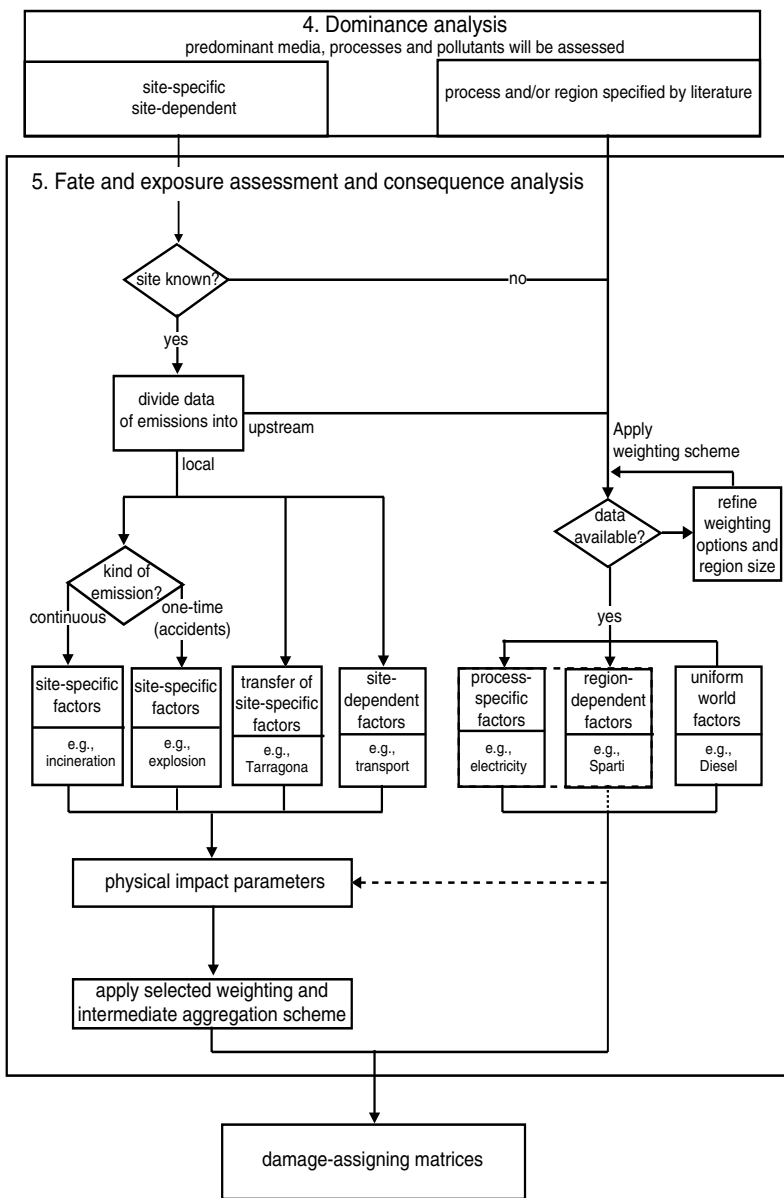 4. Dominance analysis
predominant media, processes and pollutants will be assessed
site-specific
site-dependent
process and/or region specified by literature
5. Fate and exposure assessment and consequence analysis
site known?
no
yes
divide data
of emissions into
upstream
local
Apply
weighting scheme
data
available?
refine
weighting
options and
region size
yes
kind of
emission?
continuous
one-time
(accidents)
site-specific
factors
e.g.,
incineration
site-specific
factors
e.g.,
explosion
transfer of
site-specific
factors
e.g.,
Tarragona
site-
dependent
factors
e.g.,
transport
process-
specific
factors
e.g.,
electricity
region-
dependent
factors
e.g.,
Sparti
uniform
world
factors
e.g.,
Diesel
physical impact parameters
apply selected weighting and
intermediate aggregation scheme
damage-assigning matrices